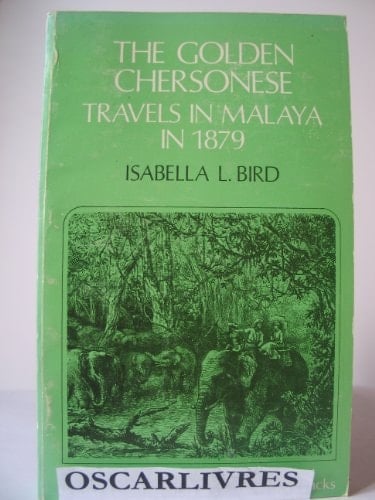 THE GOLDEN
CHERSONESE
TRAVELS IN MALAYA
IN 1879
ISABELLA L. BIRD
OSCARLIVRES